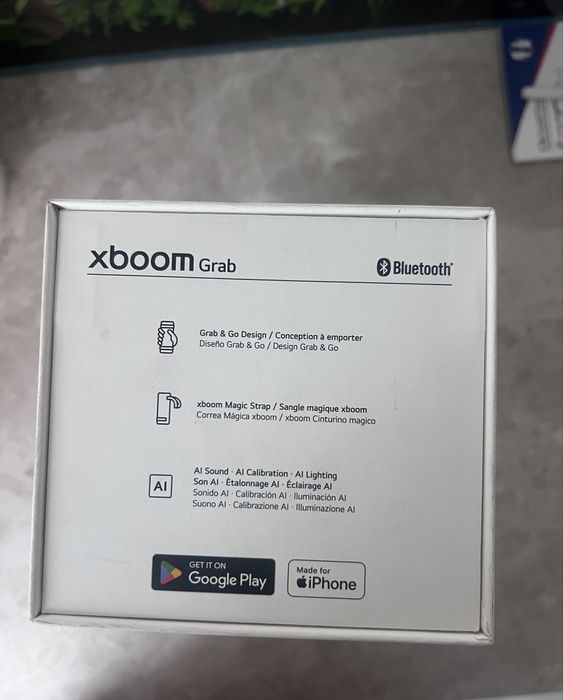 xboom Grab
Bluetooth®
Grab & Go Design / Conception à emporter
Diseño Grab & Go / Design Grab & Go
xboom Magic Strap / Sangle magique xboom
Correa Mágica xboom / xboom Cinturino magico
AI
AI Sound · AI Calibration · AI Lighting
Son AI · Étalonnage AI · Éclairage AI
Sonido AI · Calibración AI · Iluminación AI
Suono AI · Calibrazione AI · Illuminazione AI
GET IT ON
Google Play
Made for
iPhone